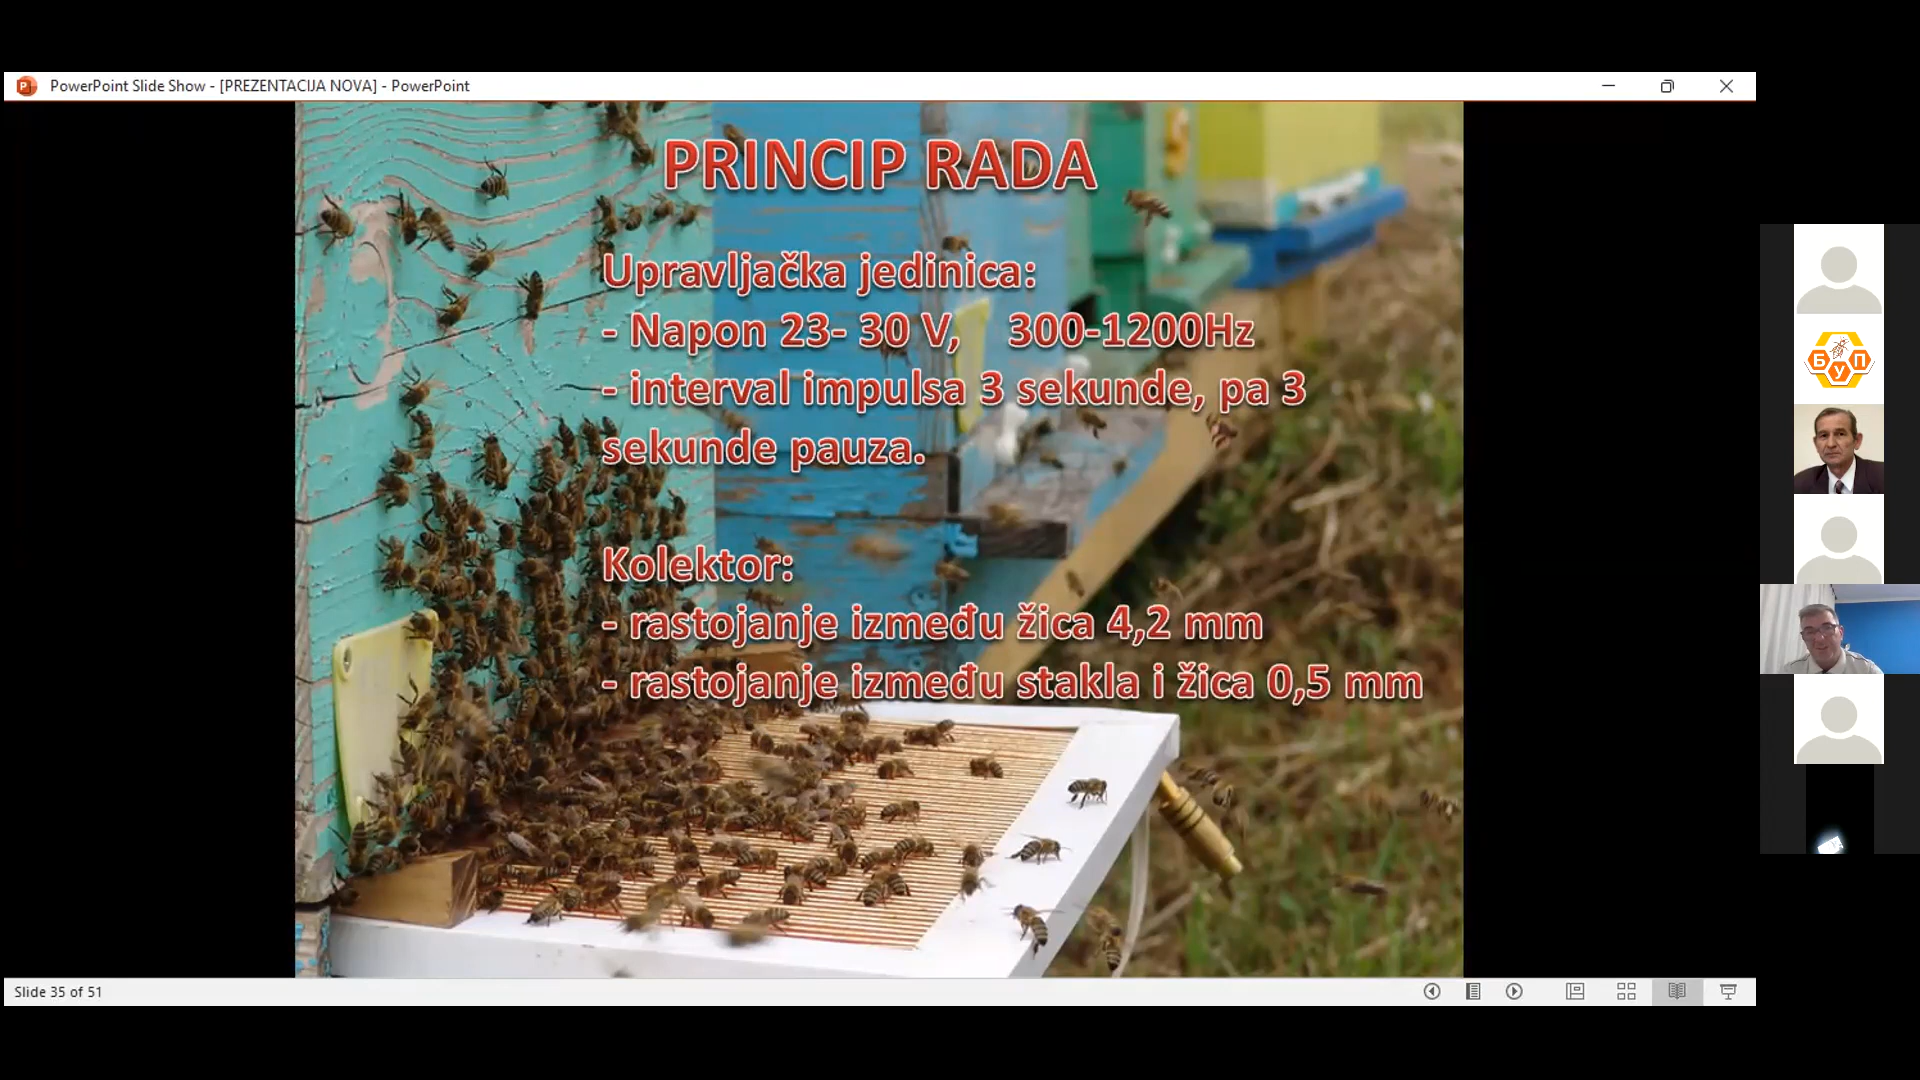 PowerPoint Slide Show - [PREZENTACIJA NOVA] - PowerPoint
PRINCIP RADA
Upravljačka jedinica:
- Napon 23- 30 V, 300-1200Hz
- interval impulsa 3 sekunde, pa 3
sekunde pauza.
Kolektor:
- rastojanje između žica 4,2 mm
- rastojanje između stakla i žica 0,5 mm
БУП
Slide 35 of 51